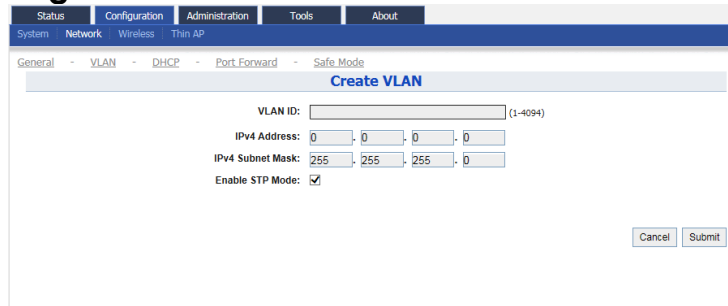 Status Configuration Administration Tools About
System Network Wireless Thin AP
General - VLAN - DHCP - Port Forward - Safe Mode
Create VLAN
VLAN ID: (1-4094)
IPv4 Address: 0 . 0 . 0 . 0
IPv4 Subnet Mask: 255 . 255 . 255 . 0
Enable STP Mode:
Cancel Submit